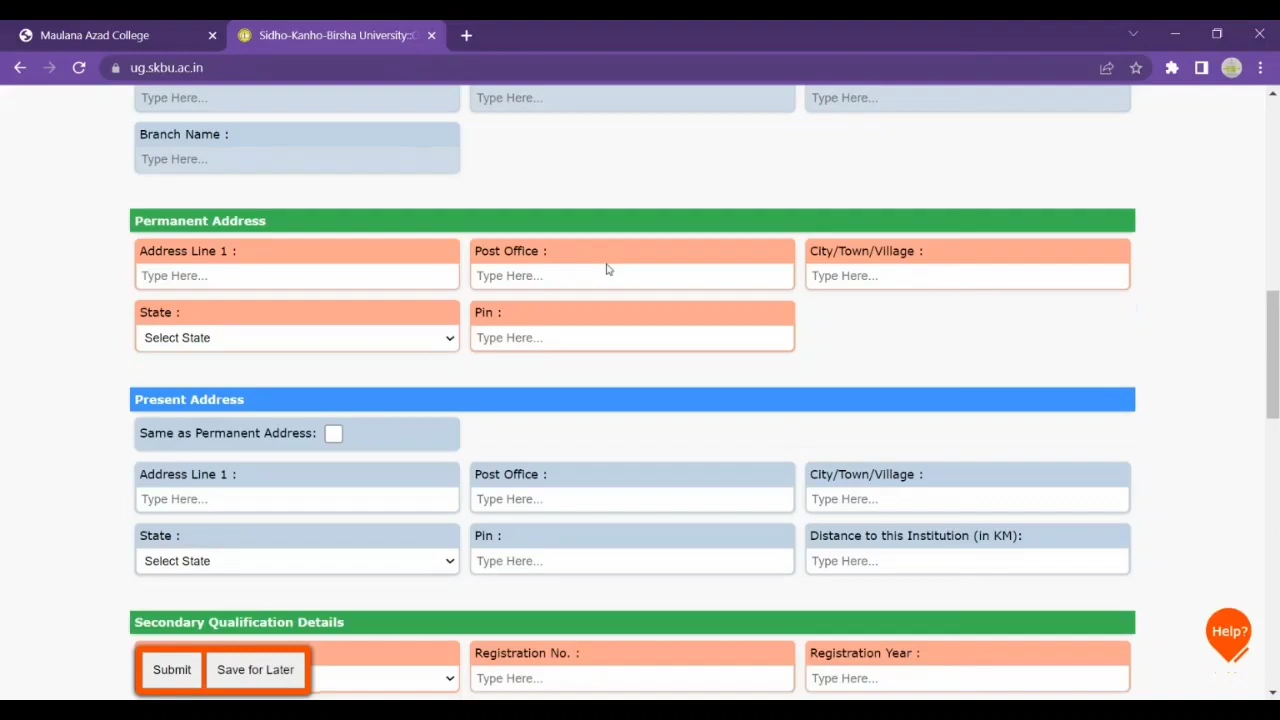 Maulana Azad College
Sidho-Kanho-Birsha University::
ug.skbu.ac.in
Type Here... Type Here... Type Here...
Branch Name :
Type Here...
Permanent Address
Address Line 1 : Post Office : City/Town/Village :
Type Here... Type Here... Type Here...
State : Pin :
Select State Type Here...
Present Address
Same as Permanent Address:
Address Line 1 : Post Office : City/Town/Village :
Type Here... Type Here... Type Here...
State : Pin : Distance to this Institution (in KM):
Select State Type Here... Type Here...
Secondary Qualification Details
Registration No. : Registration Year :
Submit Save for Later Type Here... Type Here...
Help?